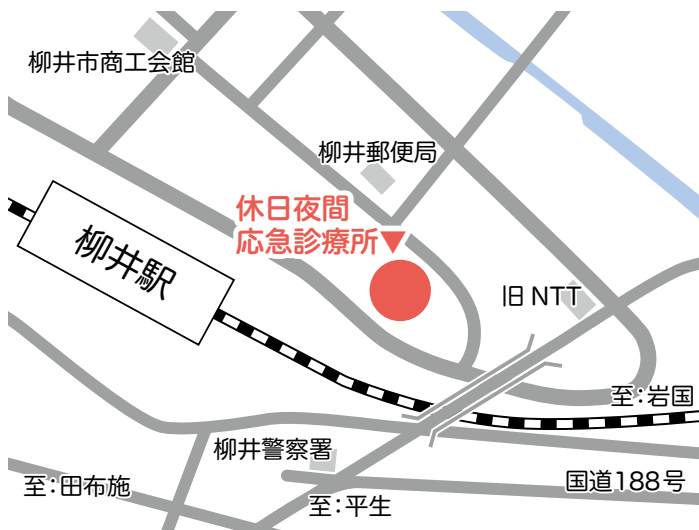 柳井市商工会館
柳井郵便局
休日夜間
応急診療所▼
柳井駅
旧 NTT
至:岩国
柳井警察署
至:田布施
国道188号
至:平生